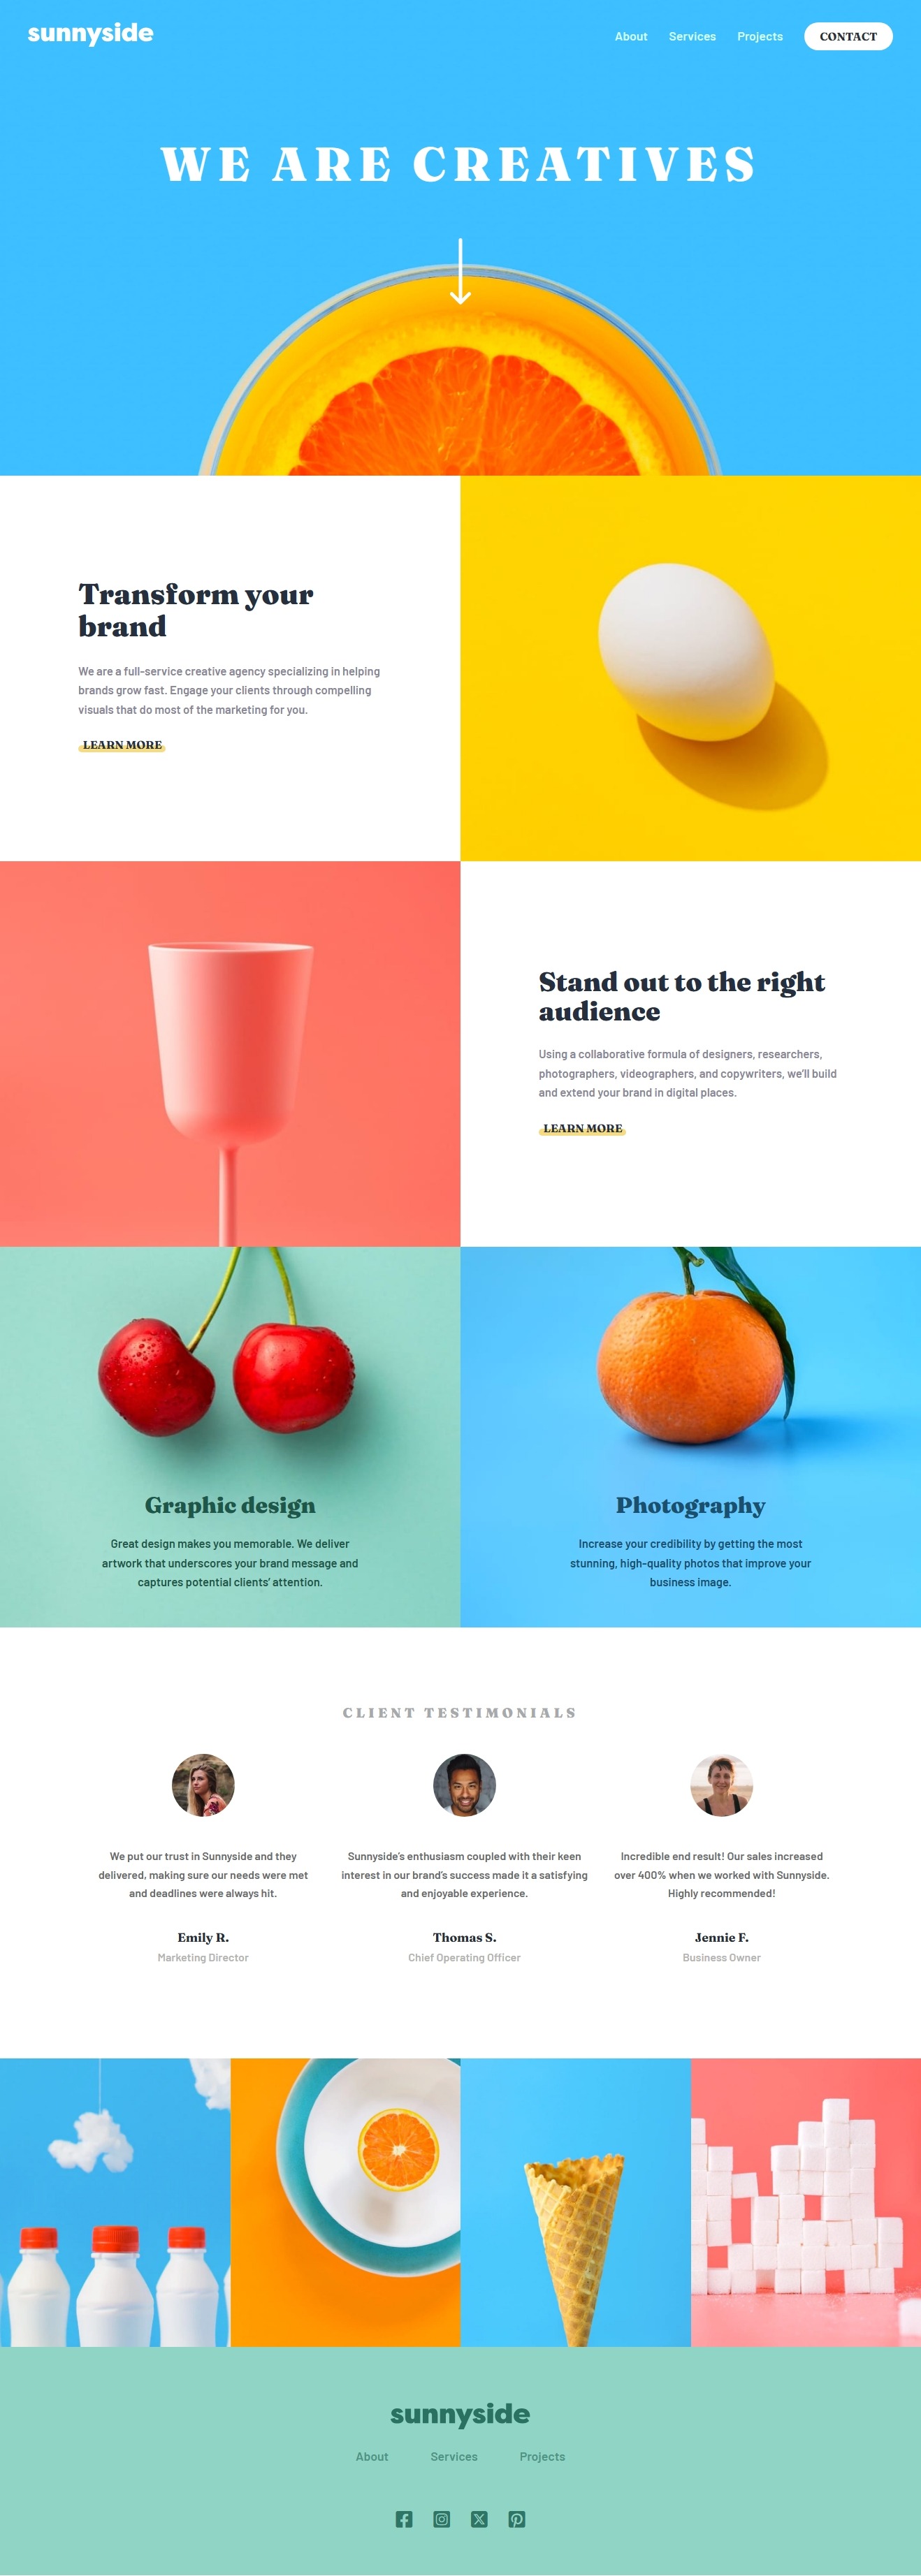 sunnyside
About Services Projects CONTACT
WE ARE CREATIVES
Transform your
brand
We are a full-service creative agency specializing in helping
brands grow fast. Engage your clients through compelling
visuals that do most of the marketing for you.
LEARN MORE
Stand out to the right
audience
Using a collaborative formula of designers, researchers,
photographers, videographers, and copywriters, we'll build
and extend your brand in digital places.
LEARN MORE
Graphic design
Great design makes you memorable. We deliver
artwork that underscores your brand message and
captures potential clients' attention.
Photography
Increase your credibility by getting the most
stunning, high-quality photos that improve your
business image.
CLIENT TESTIMONIALS
We put our trust in Sunnyside and they
delivered, making sure our needs were met
and deadlines were always hit.
Emily R.
Marketing Director
Sunnyside's enthusiasm coupled with their keen
interest in our brand's success made it a satisfying
and enjoyable experience.
Thomas S.
Chief Operating Officer
Incredible end result! Our sales increased
over 400% when we worked with Sunnyside.
Highly recommended!
Jennie F.
Business Owner
sunnyside
About Services Projects